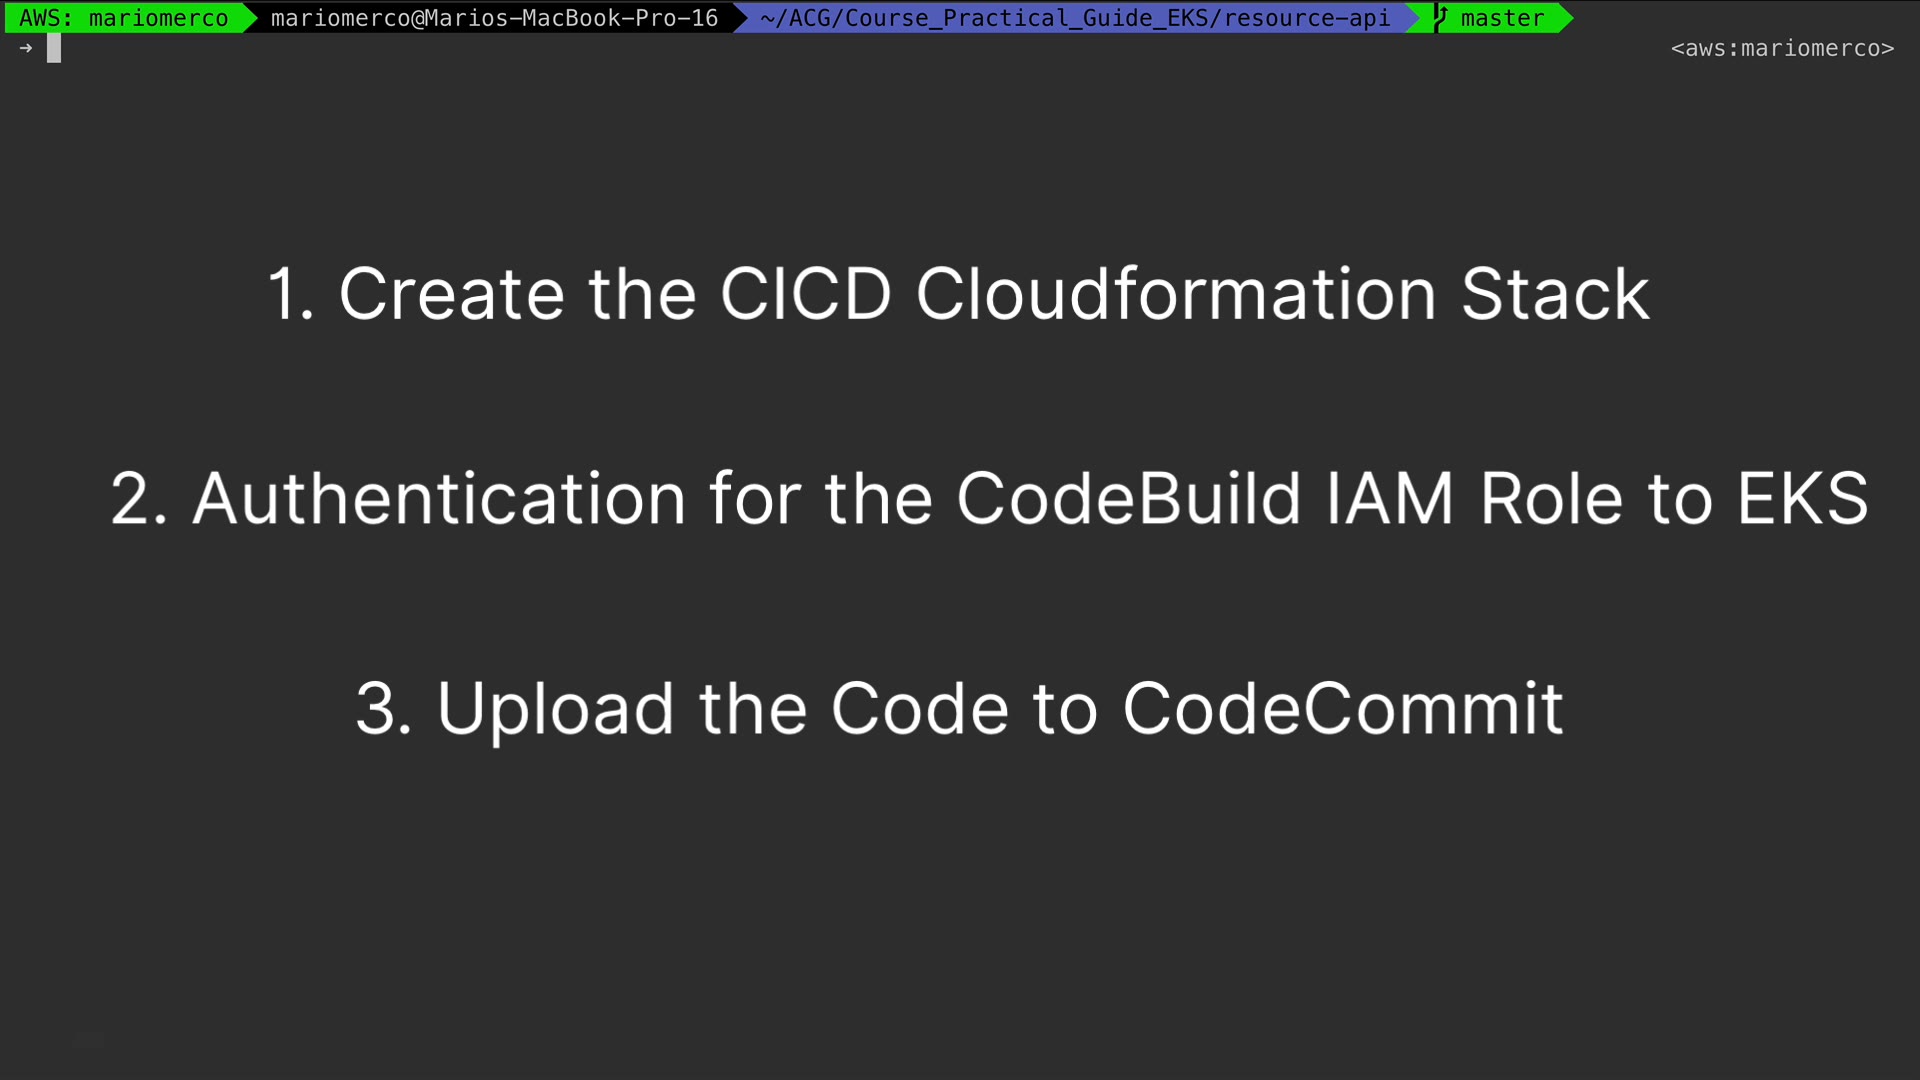 AWS: mariomerco mariomerco@Marios-MacBook-Pro-16 ~/ACG/Course_Practical_Guide_EKS/resource-api master
→ <aws:mariomerco>
1. Create the CICD Cloudformation Stack
2. Authentication for the CodeBuild IAM Role to EKS
3. Upload the Code to CodeCommit